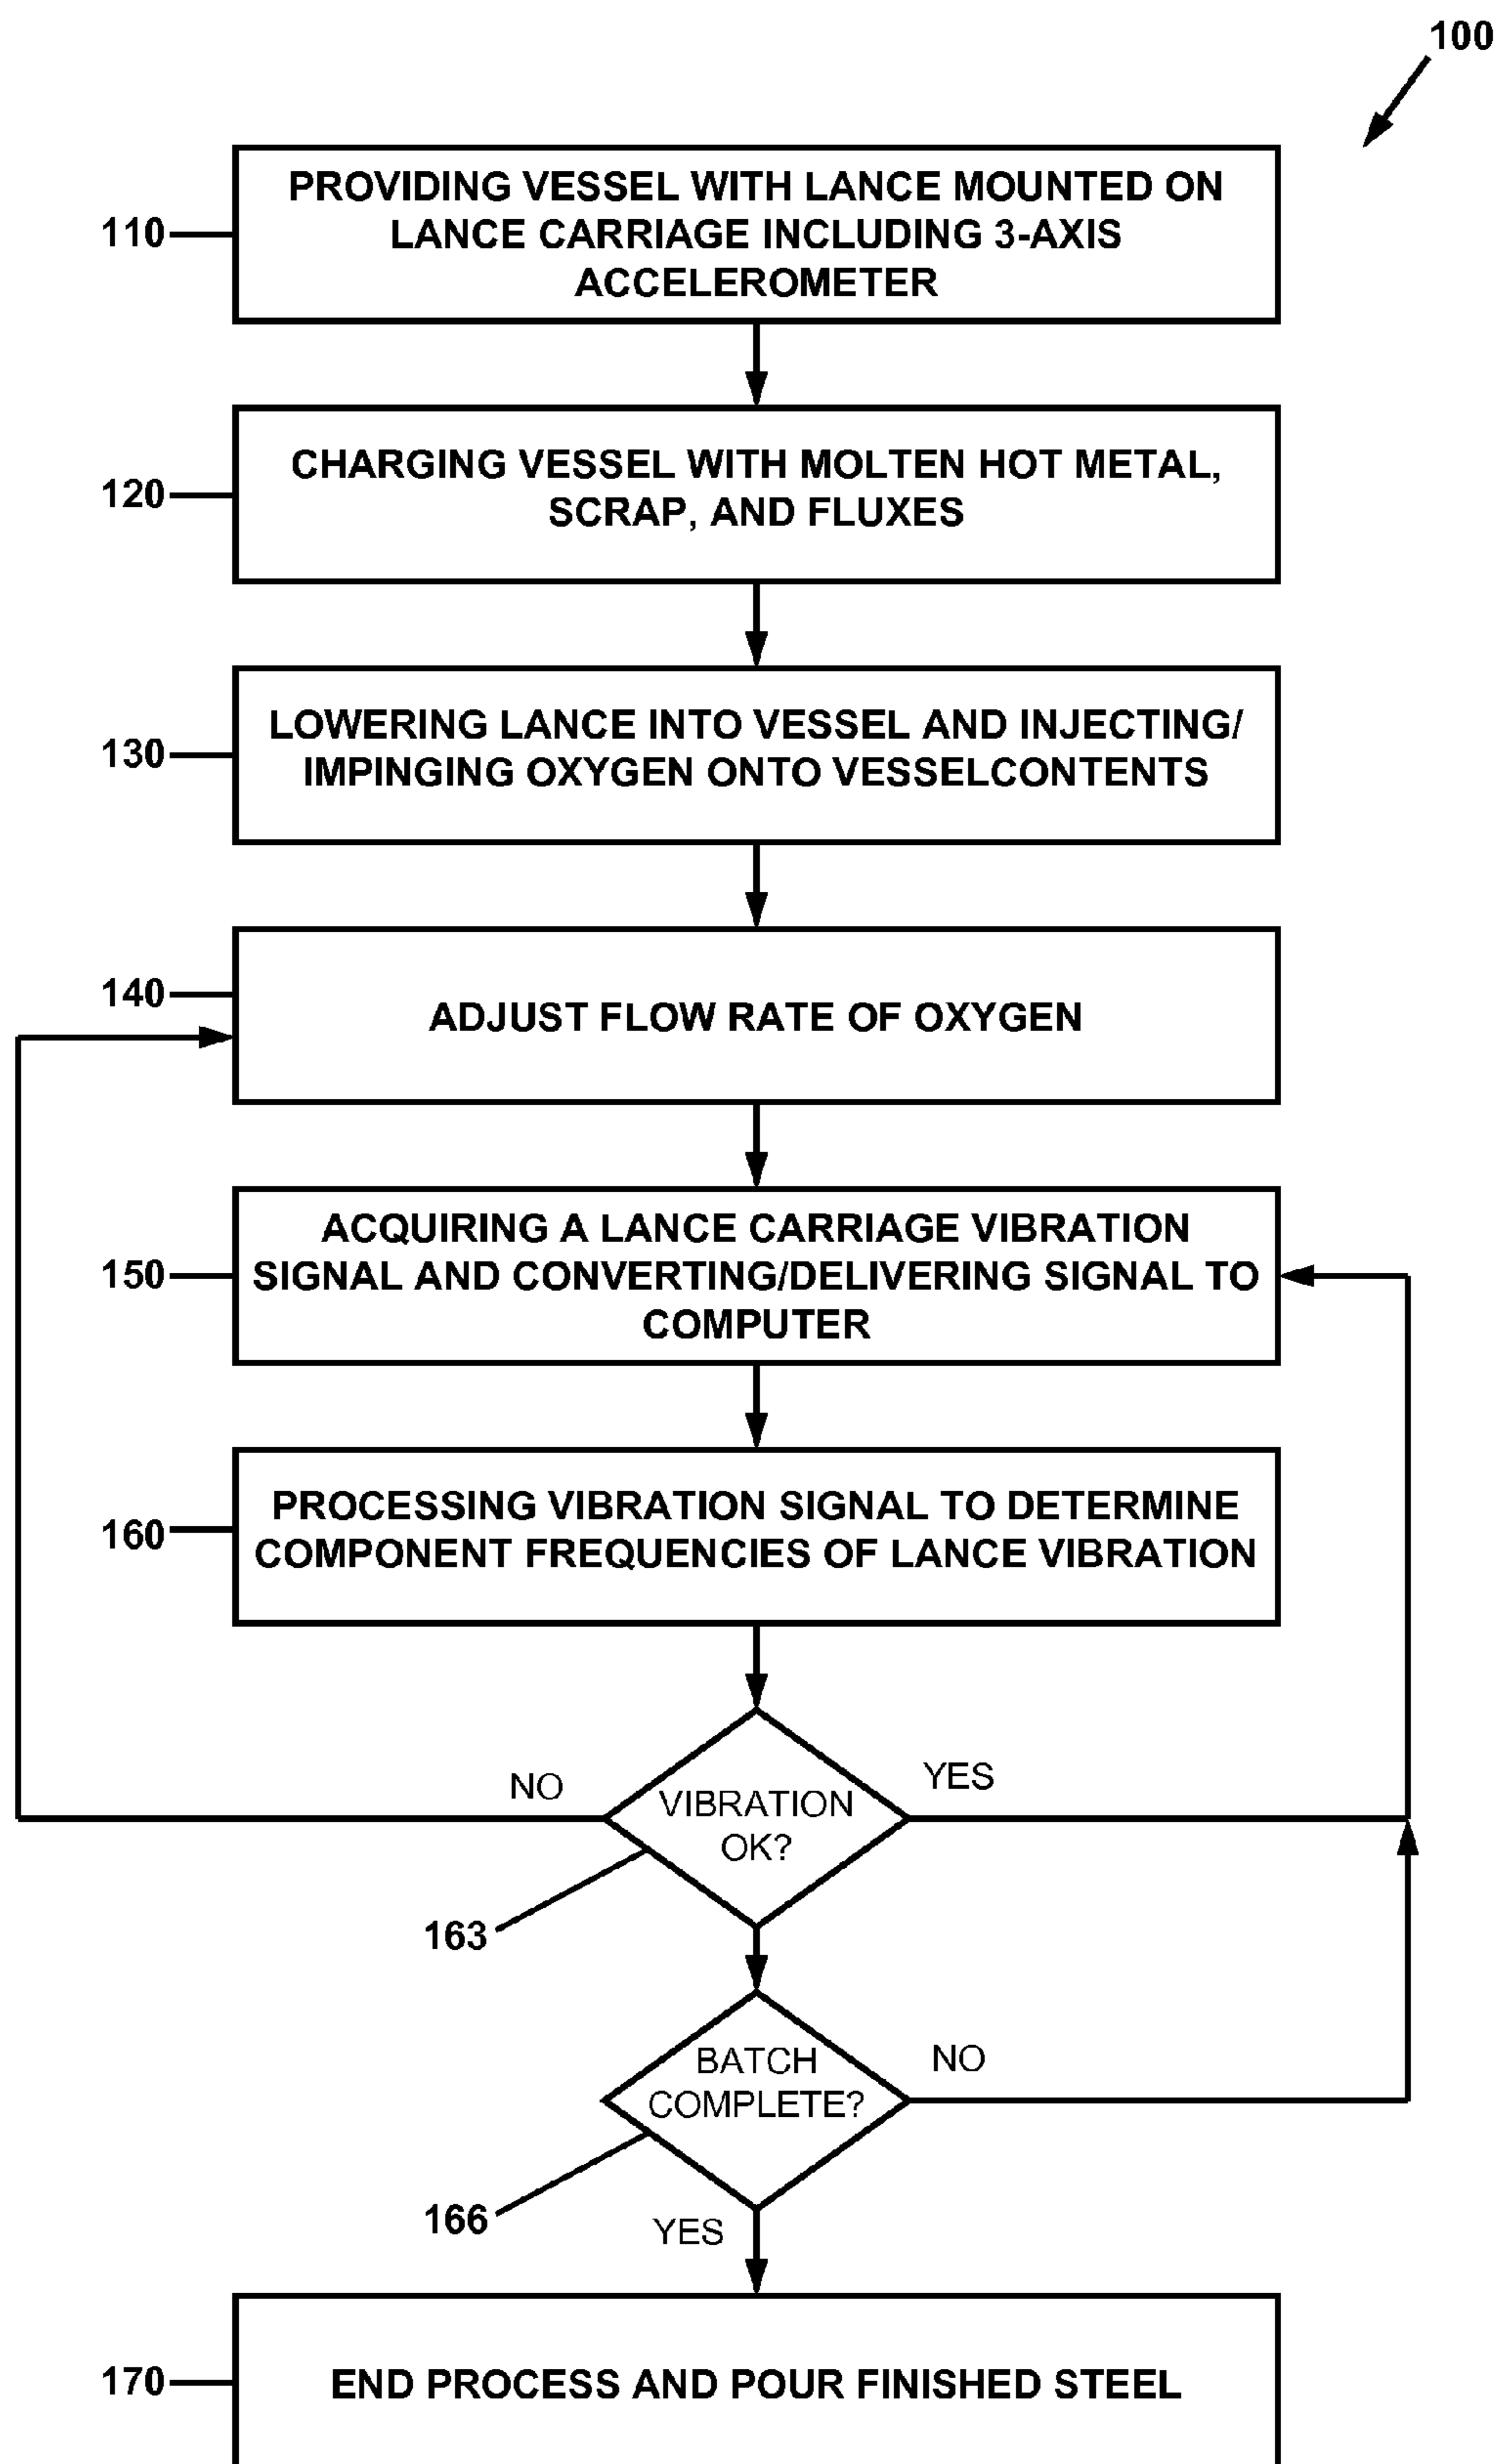 100
PROVIDING VESSEL WITH LANCE MOUNTED ON
LANCE CARRIAGE INCLUDING 3-AXIS
ACCELEROMETER
110
CHARGING VESSEL WITH MOLTEN HOT METAL,
SCRAP, AND FLUXES
120
LOWERING LANCE INTO VESSEL AND INJECTING/
IMPINGING OXYGEN ONTO VESSELCONTENTS
130
ADJUST FLOW RATE OF OXYGEN
140
ACQUIRING A LANCE CARRIAGE VIBRATION
SIGNAL AND CONVERTING/DELIVERING SIGNAL TO
COMPUTER
150
PROCESSING VIBRATION SIGNAL TO DETERMINE
COMPONENT FREQUENCIES OF LANCE VIBRATION
160
NO
YES
VIBRATION
OK?
163
BATCH
COMPLETE?
NO
166
YES
END PROCESS AND POUR FINISHED STEEL
170